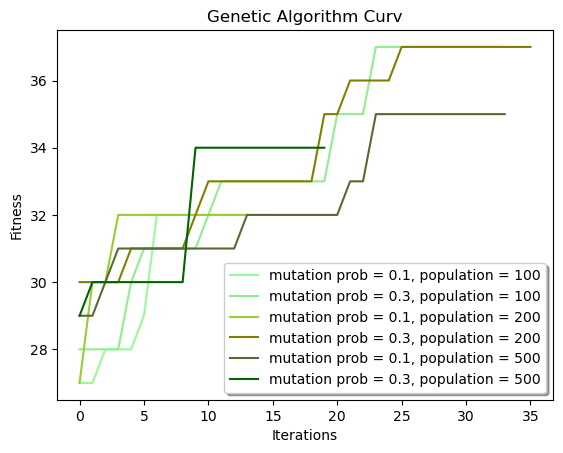 Genetic Algorithm Curv
Fitness
36
34
32
30
28
mutation prob = 0.1, population = 100
mutation prob = 0.3, population = 100
mutation prob = 0.1, population = 200
mutation prob = 0.3, population = 200
mutation prob = 0.1, population = 500
mutation prob = 0.3, population = 500
0 5 10 15 20 25 30 35
Iterations